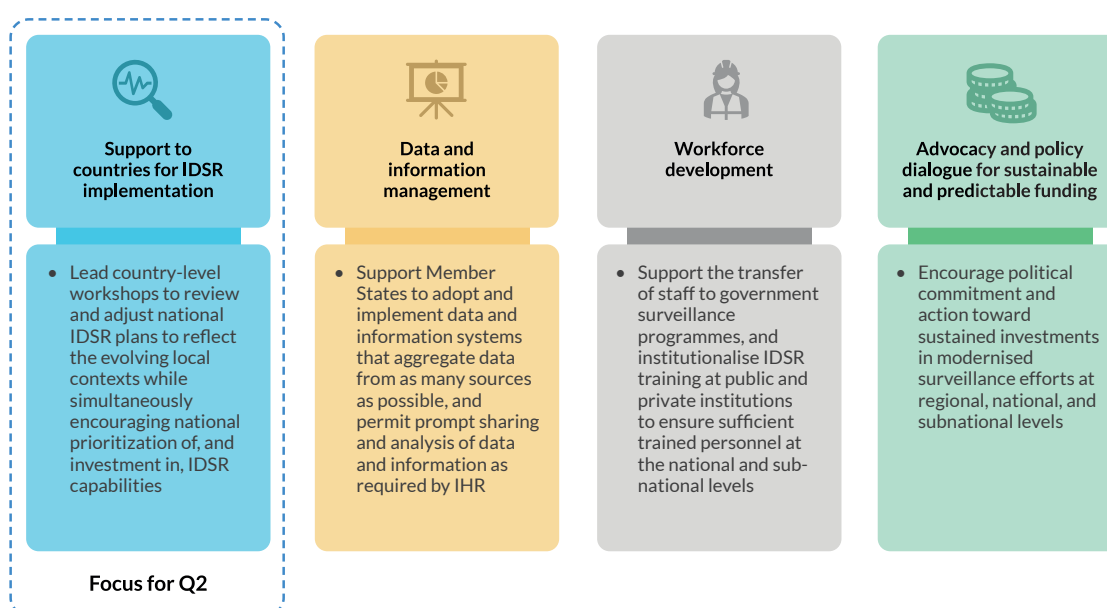 Support to
countries for IDSR
implementation
• Lead country-level
workshops to review
and adjust national
IDSR plans to reflect
the evolving local
contexts while
simultaneously
encouraging national
prioritization of, and
investment in, IDSR
capabilities
Focus for Q2
Data and
information
management
• Support Member
States to adopt and
implement data and
information systems
that aggregate data
from as many sources
as possible, and
permit prompt sharing
and analysis of data
and information as
required by IHR
Workforce
development
• Support the transfer
of staff to government
surveillance
programmes, and
institutionalise IDSR
training at public and
private institutions
to ensure sufficient
trained personnel at
the national and sub-
national levels
Advocacy and policy
dialogue for sustainable
and predictable funding
• Encourage political
commitment and
action toward
sustained investments
in modernised
surveillance efforts at
regional, national, and
subnational levels